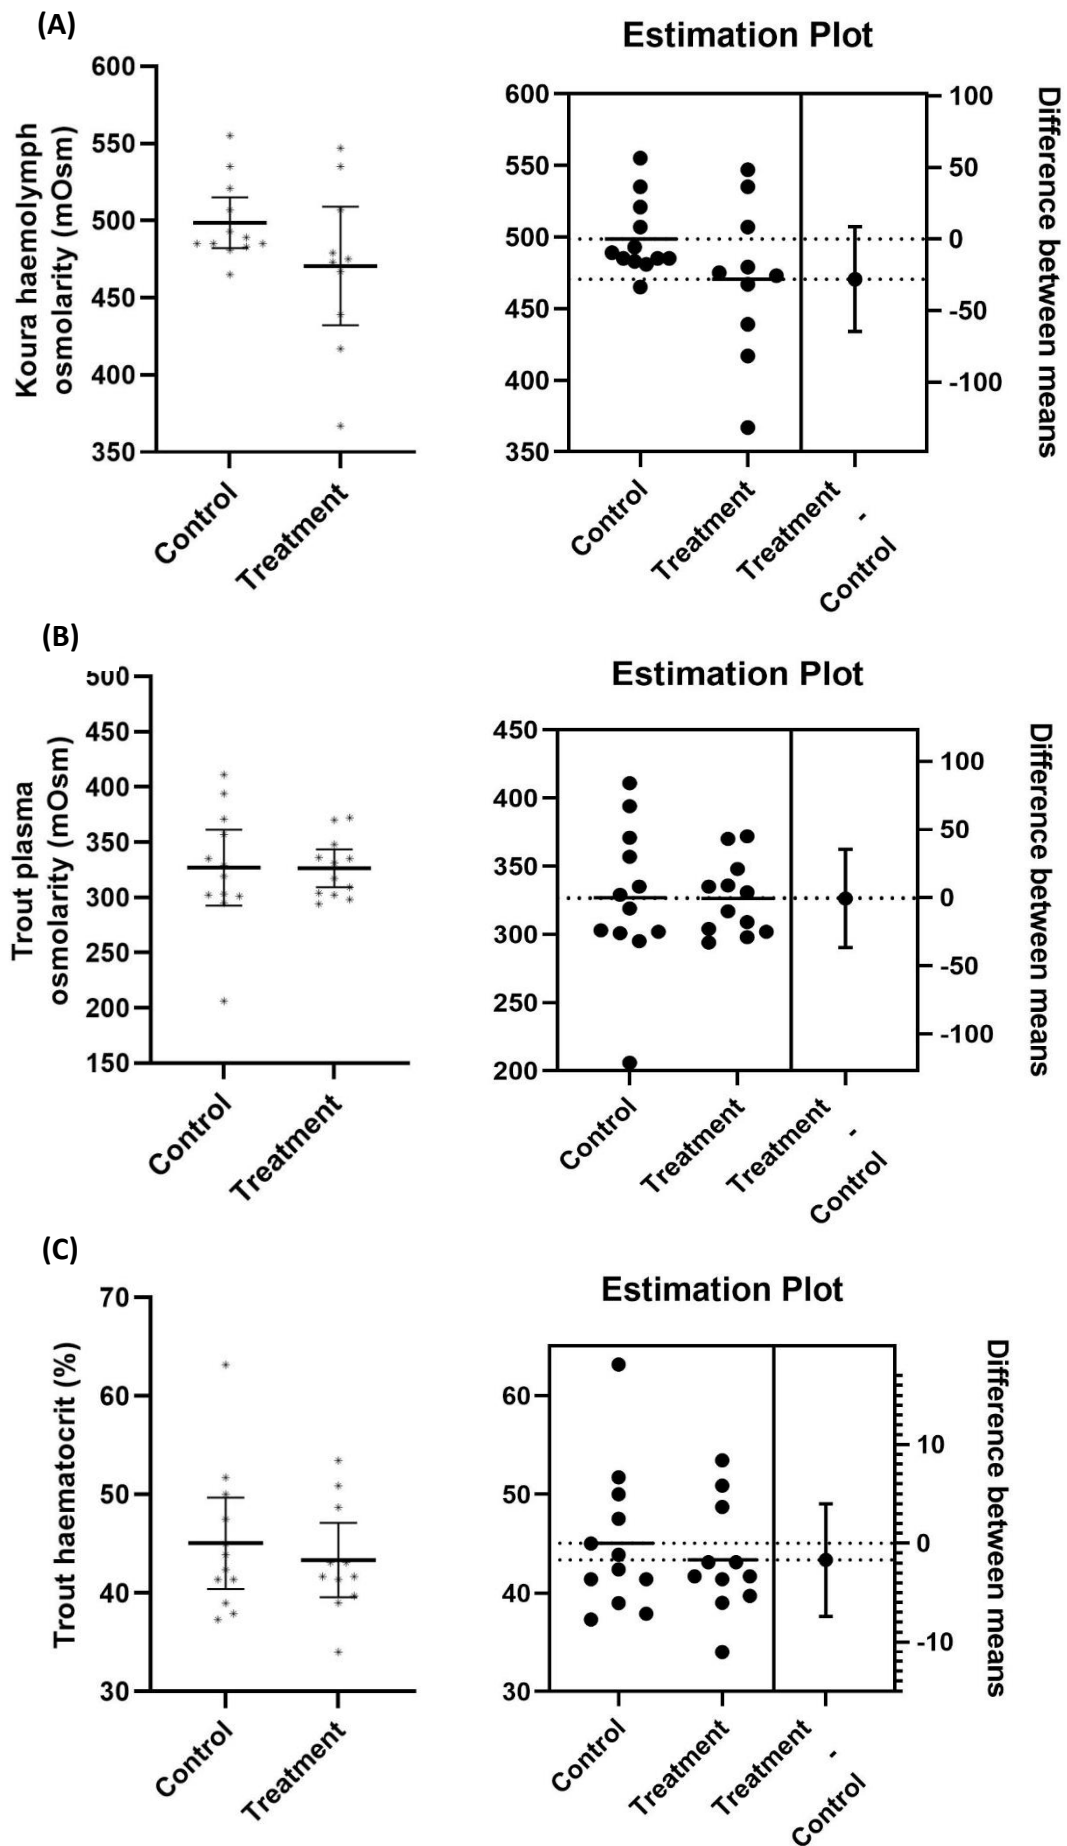 (A)
Estimation Plot
Koura haemolymph
osmolarity (mOsm)
600
550
500
450
400
350
Control
Treatment
600
550
500
450
400
350
100
50
0
-50
-100
Difference between means
Control
Treatment
Treatment
-
Control
(B)
Estimation Plot
Trout plasma
osmolarity (mOsm)
500
450
400
350
300
250
200
150
Control
Treatment
450
400
350
300
250
200
100
50
0
-50
-100
Difference between means
Control
Treatment
Treatment
-
Control
(C)
Estimation Plot
Trout haematocrit (%)
70
60
50
40
30
Control
Treatment
60
50
40
30
10
0
-10
Difference between means
Control
Treatment
Treatment
-
Control